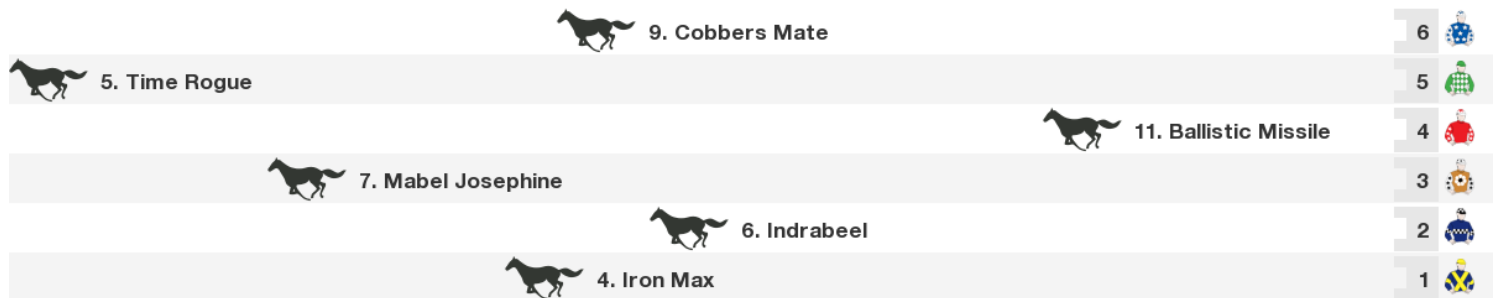 9. Cobbers Mate 6
5. Time Rogue 5
11. Ballistic Missile 4
7. Mabel Josephine 3
6. Indrabeel 2
4. Iron Max 1